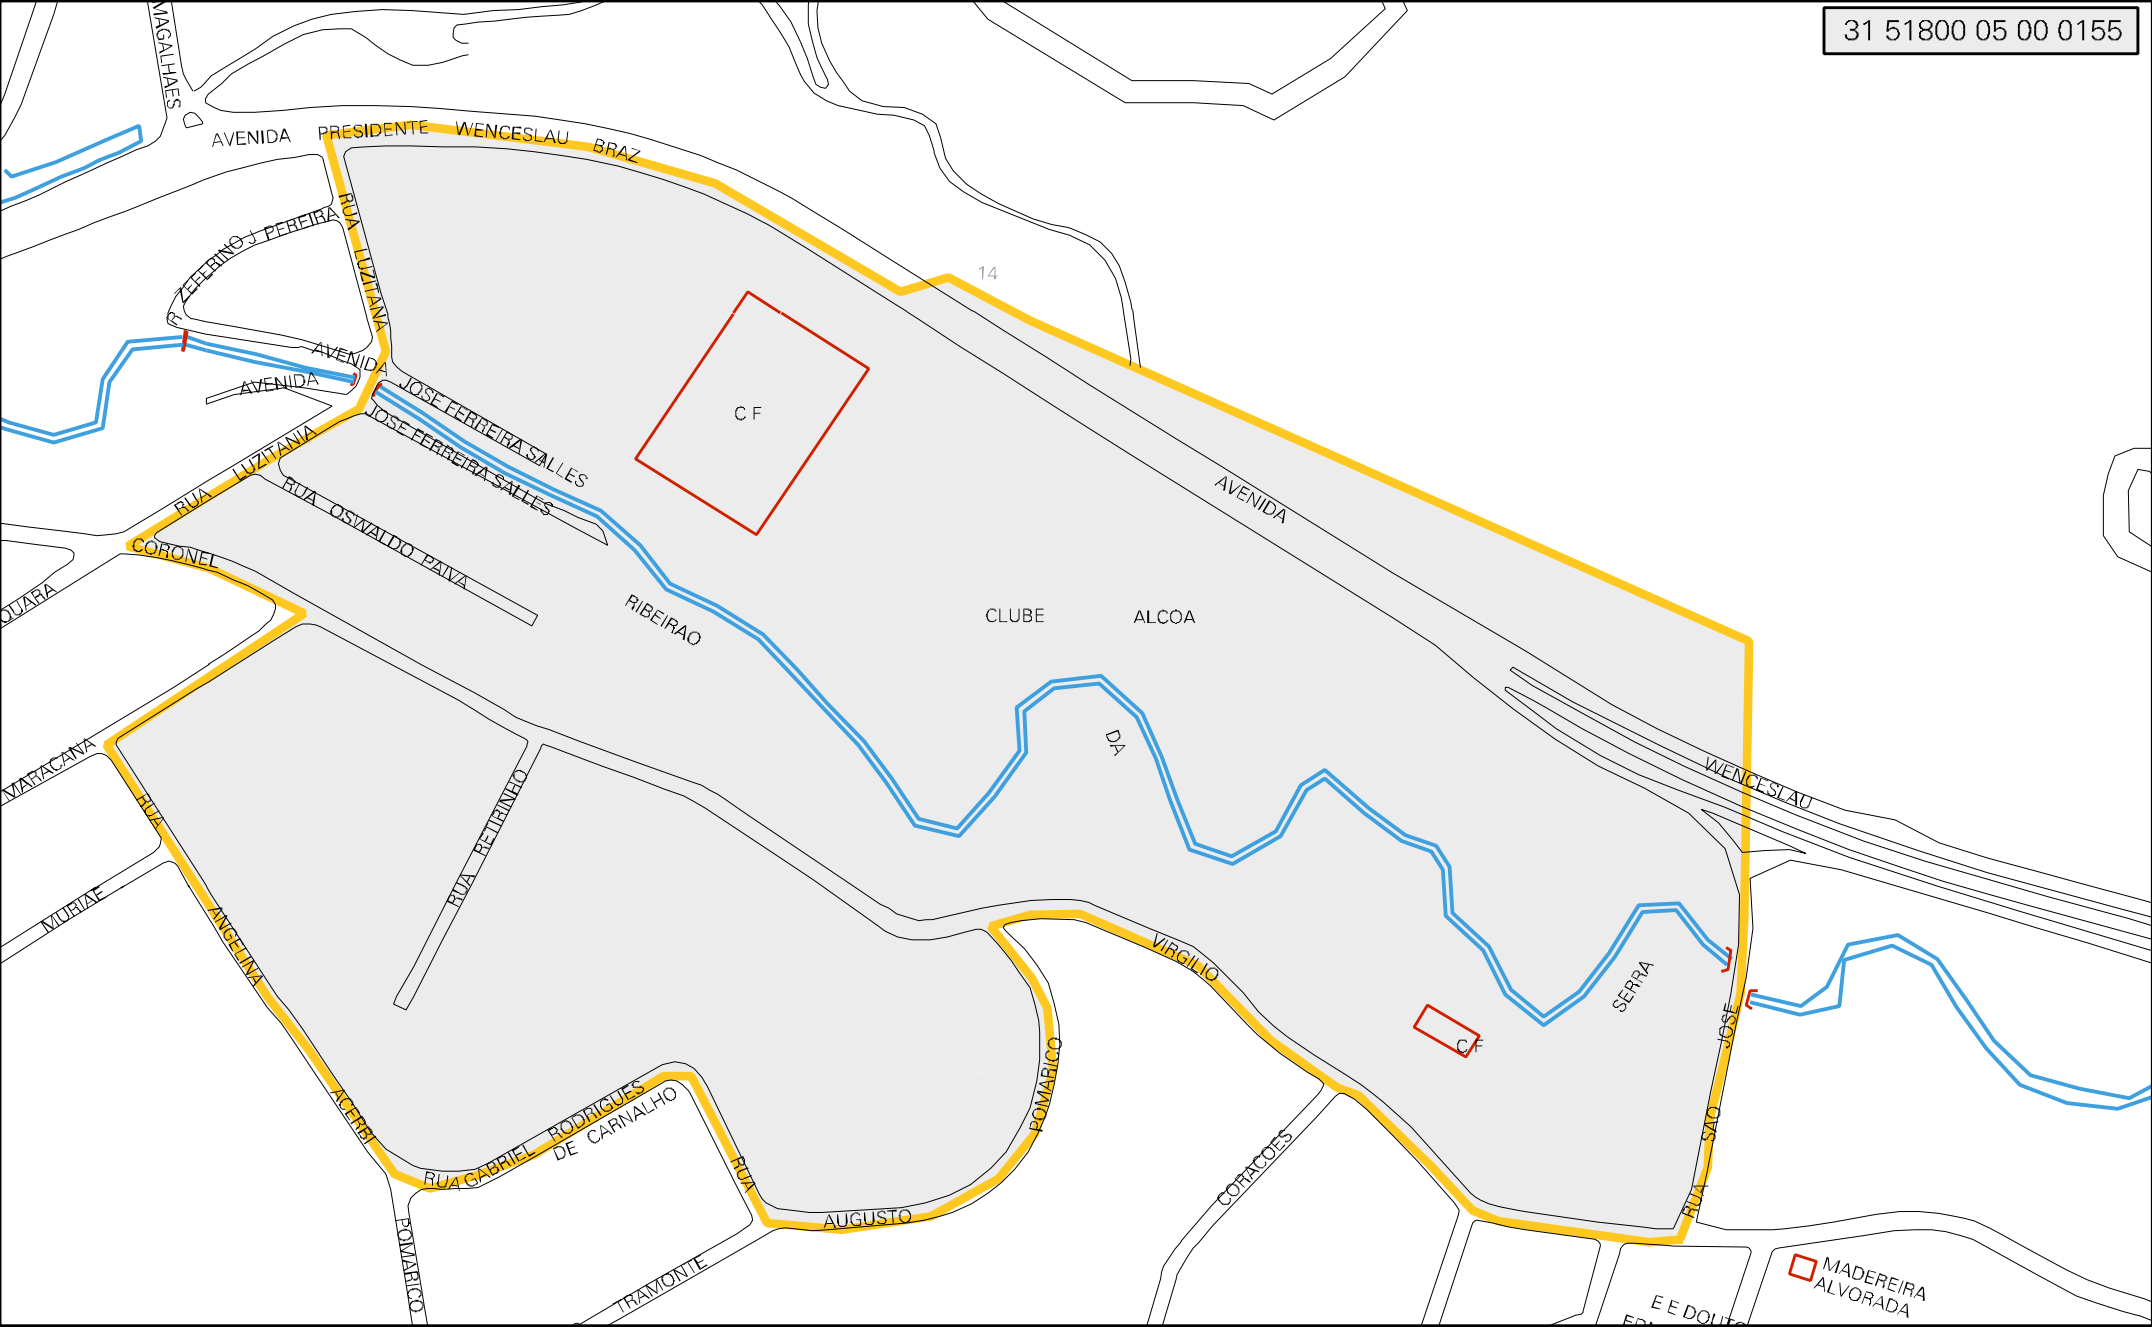 31 51800 05 00 0155
MAGALHAES
AVENIDA PRESIDENTE WENCESLAU BRAZ
RUA LUZITANA
R ZEFERINO J PEREIRA
14
AVENIDA
AVENIDA
JOSE FERREIRA SALLES
JOSE FERREIRA SALLES
C F
RUA LUZITANIA
RUA OSWALDO PAIVA
AVENIDA
CORONEL
QUARA
RIBEIRAO
CLUBE ALCOA
DA
MARACANA
WENCESLAU
RUA RETIRINHO
RUA ANGELINA ACERBI
MURIAE
VIRGILIO
SERRA
C F
RUA SAO JOSE
RUA GABRIEL RODRIGUES
DE CARNALHO
RUA AUGUSTO POMARICO
CORACOES
POMARICO
TRAMONTE
MADEREIRA
ALVORADA
E E DOUTO